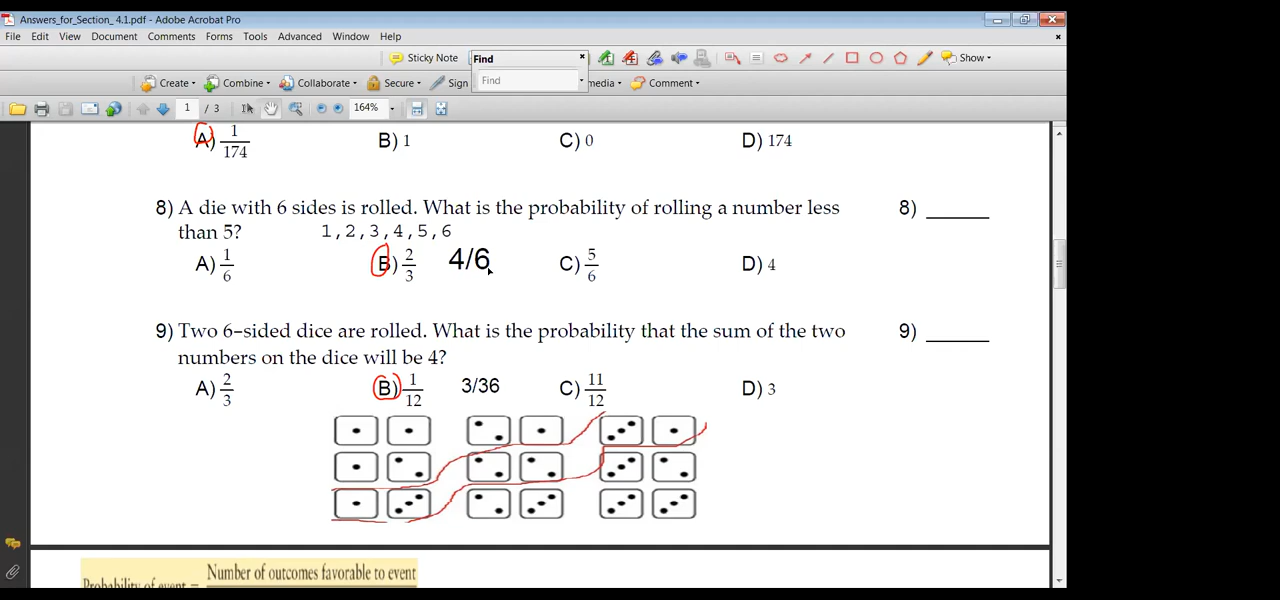 Answers_for_Section_ 4.1.pdf - Adobe Acrobat Pro
File Edit View Document Comments Forms Tools Advanced Window Help
Sticky Note Find Show
Create Combine Collaborate Secure Sign Find media Comment
1 / 3 164%
A) 1/174 B) 1 C) 0 D) 174
8) A die with 6 sides is rolled. What is the probability of rolling a number less 8)
than 5? 1,2,3,4,5,6
A) 1/6 B) 2/3 4/6 C) 5/6 D) 4
9) Two 6-sided dice are rolled. What is the probability that the sum of the two 9)
numbers on the dice will be 4?
A) 2/3 B) 1/12 3/36 C) 11/12 D) 3
Probability of event = Number of outcomes favorable to event